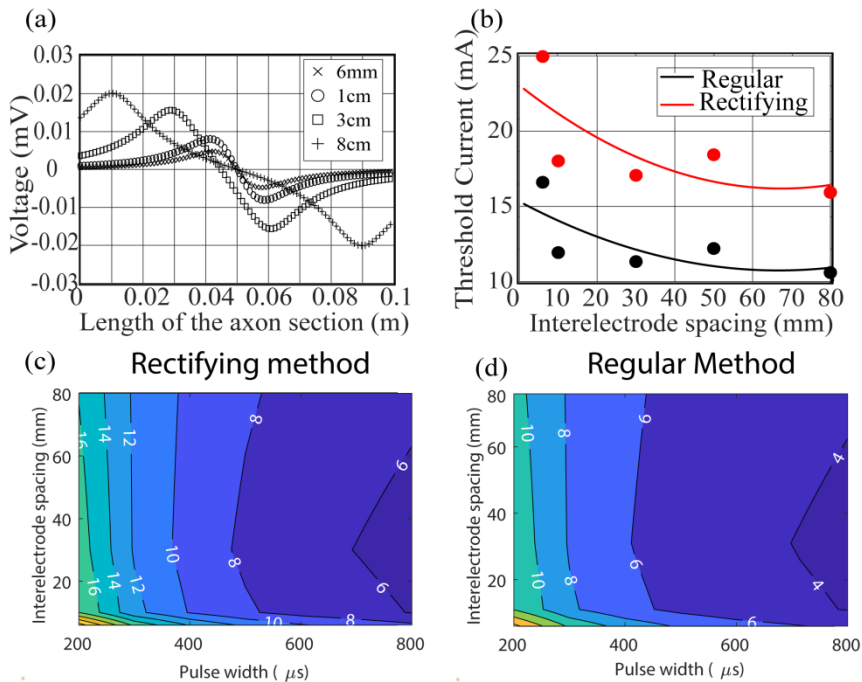 (a)
0.03
0.02
0.01
0
-0.01
-0.02
-0.03
Voltage (mV)
× 6mm
○ 1cm
□ 3cm
+ 8cm
0 0.02 0.04 0.06 0.08 0.1
Length of the axon section (m)
(b)
25
20
15
10
Threshold Current (mA)
Regular
Rectifying
0 10 20 30 40 50 60 70 80
Interelectrode spacing (mm)
(c)
Rectifying method
80
60
40
20
Interelectrode spacing (mm)
16 14 12 8 6
10 8
16 14 12 6
10 8
200 400 600 800
Pulse width ( μs)
(d)
Regular Method
80
60
40
20
Interelectrode spacing (mm)
10 8 6 4
10 8 6 4
6
200 400 600 800
Pulse width ( μs)